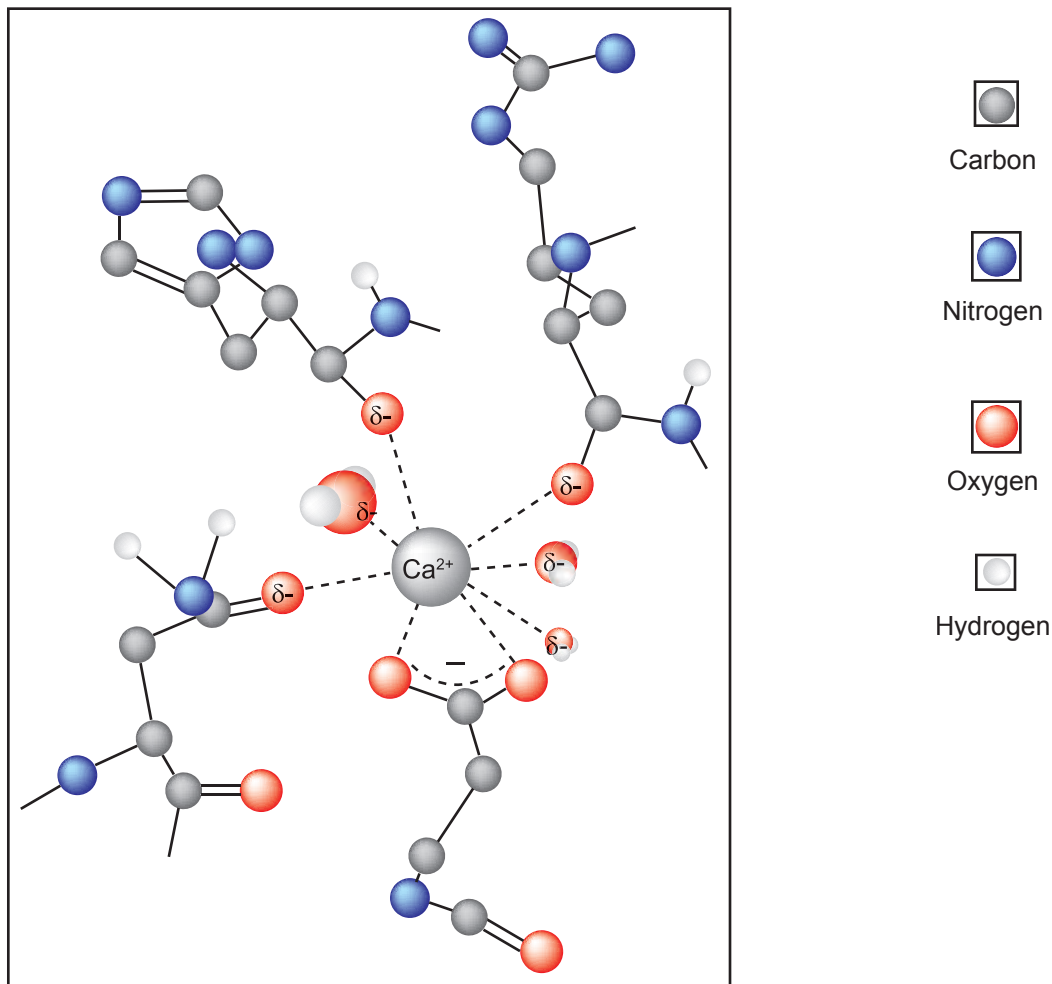 Carbon
Nitrogen
δ-
δ-
Oxygen
δ-
Ca²⁺
δ-
δ-
Hydrogen
δ-
–